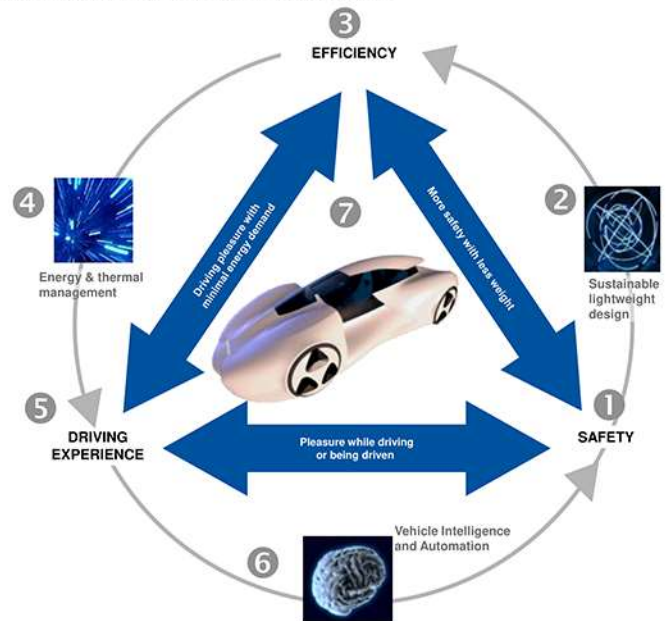 3
EFFICIENCY
4
Energy & thermal
management
Driving pleasure with
minimal energy demand
7
More safety with less weight
2
Sustainable
lightweight
design
5
DRIVING
EXPERIENCE
Pleasure while driving
or being driven
1
SAFETY
6
Vehicle Intelligence
and Automation